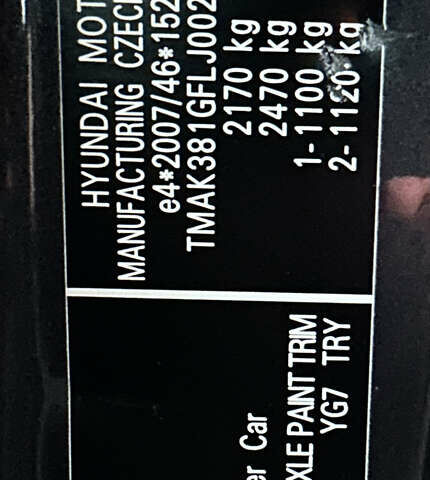 HYUNDAI MOT
MANUFACTURING CZEC
e4*2007/46*152
TMAK381GFLJ002
2170 kg
2470 kg
1- 1100 kg
2- 1120 kg
er Car
XLE PAINT TRIM
YG7 TRY